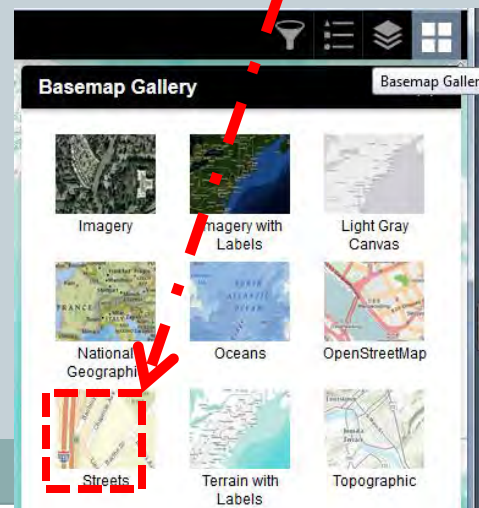 Basemap Gallery
Basemap Galler
Imagery
Imagery with
Labels
Light Gray
Canvas
National
Geographic
Oceans
OpenStreetMap
Streets
Terrain with
Labels
Topographic